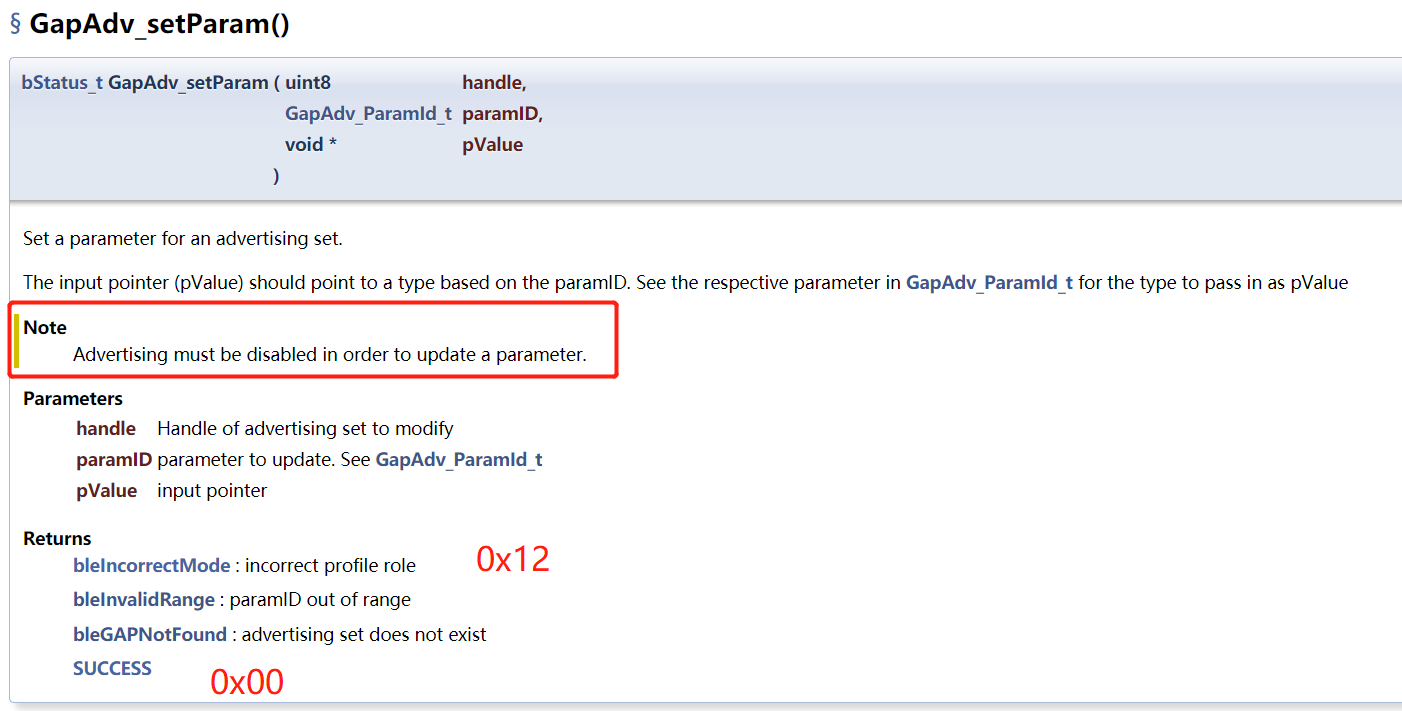 § GapAdv_setParam()
bStatus_t GapAdv_setParam ( uint8 handle,
GapAdv_ParamId_t paramID,
void * pValue
)
Set a parameter for an advertising set.
The input pointer (pValue) should point to a type based on the paramID. See the respective parameter in GapAdv_ParamId_t for the type to pass in as pValue
Note
Advertising must be disabled in order to update a parameter.
Parameters
handle Handle of advertising set to modify
paramID parameter to update. See GapAdv_ParamId_t
pValue input pointer
Returns
bleIncorrectMode : incorrect profile role 0x12
bleInvalidRange : paramID out of range
bleGAPNotFound : advertising set does not exist
SUCCESS 0x00